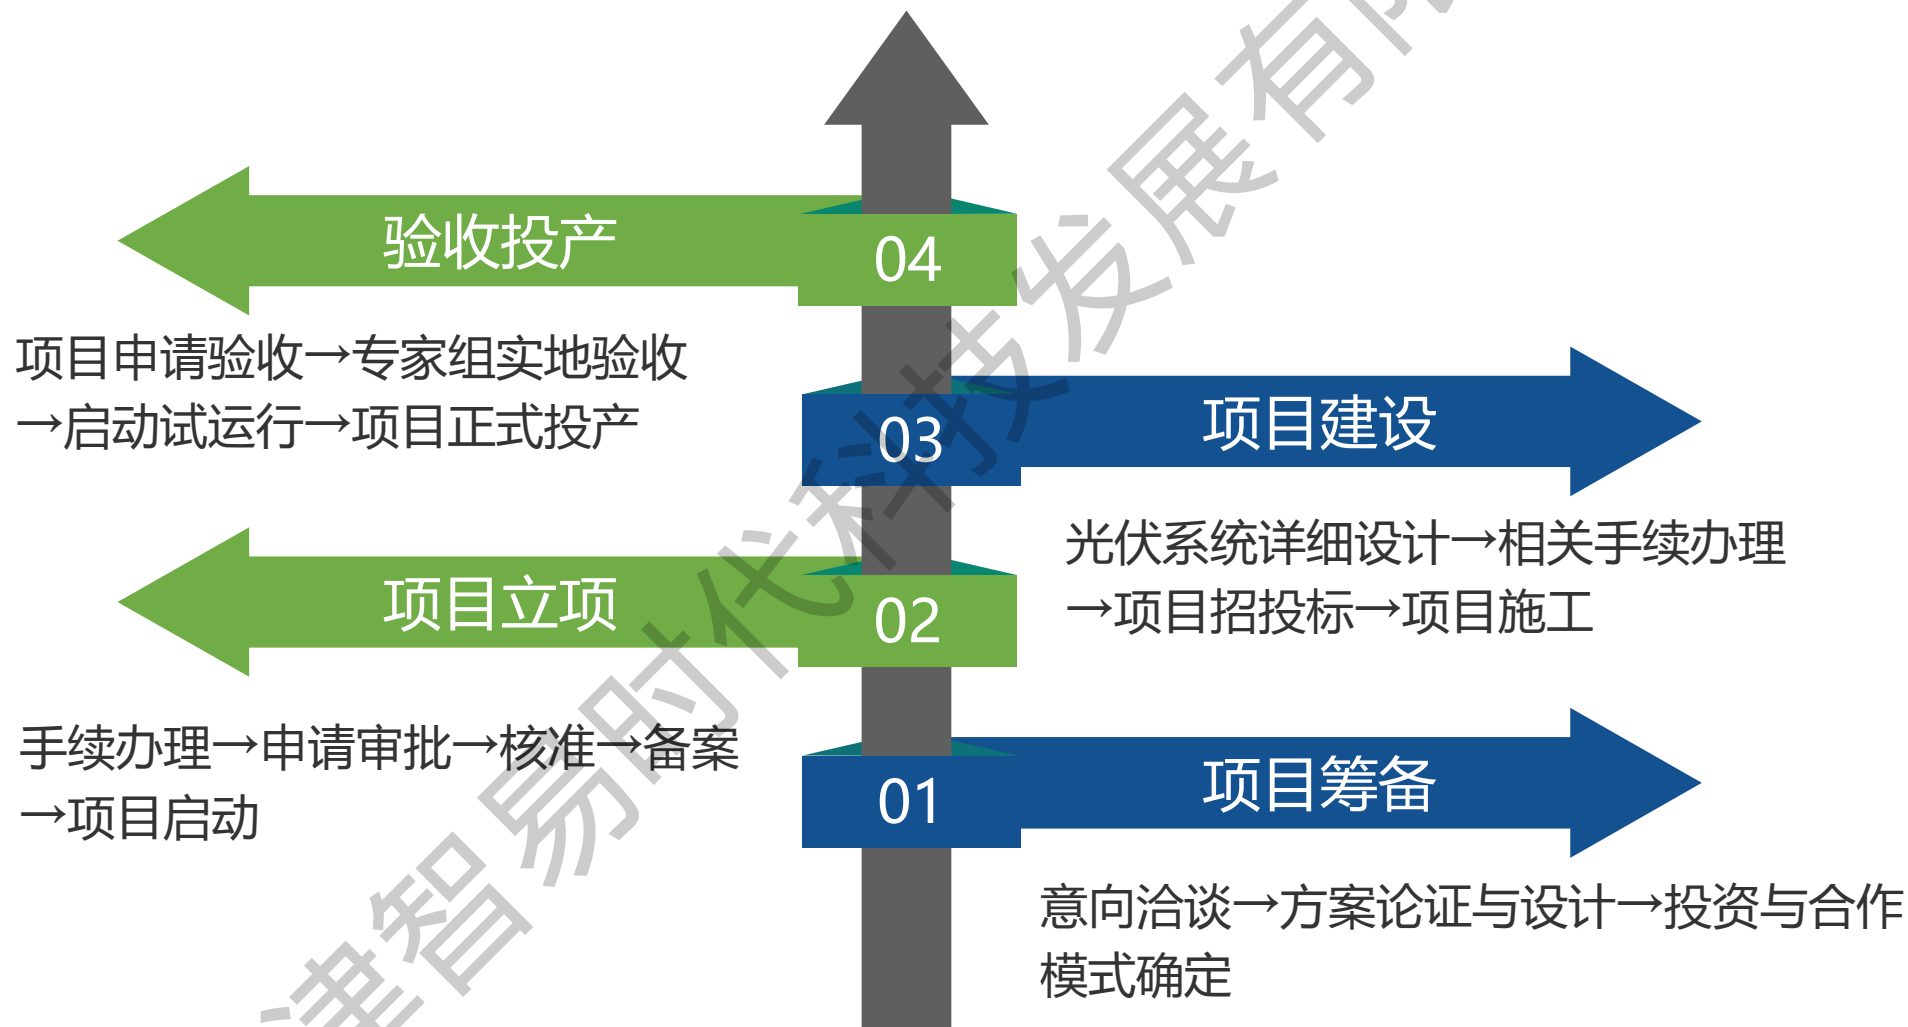 验收投产
04
项目申请验收→专家组实地验收
→启动试运行→项目正式投产
03
项目建设
光伏系统详细设计→相关手续办理
→项目招投标→项目施工
项目立项
02
手续办理→申请审批→核准→备案
→项目启动
01
项目筹备
意向洽谈→方案论证与设计→投资与合作
模式确定
津智易时代科技发展有限